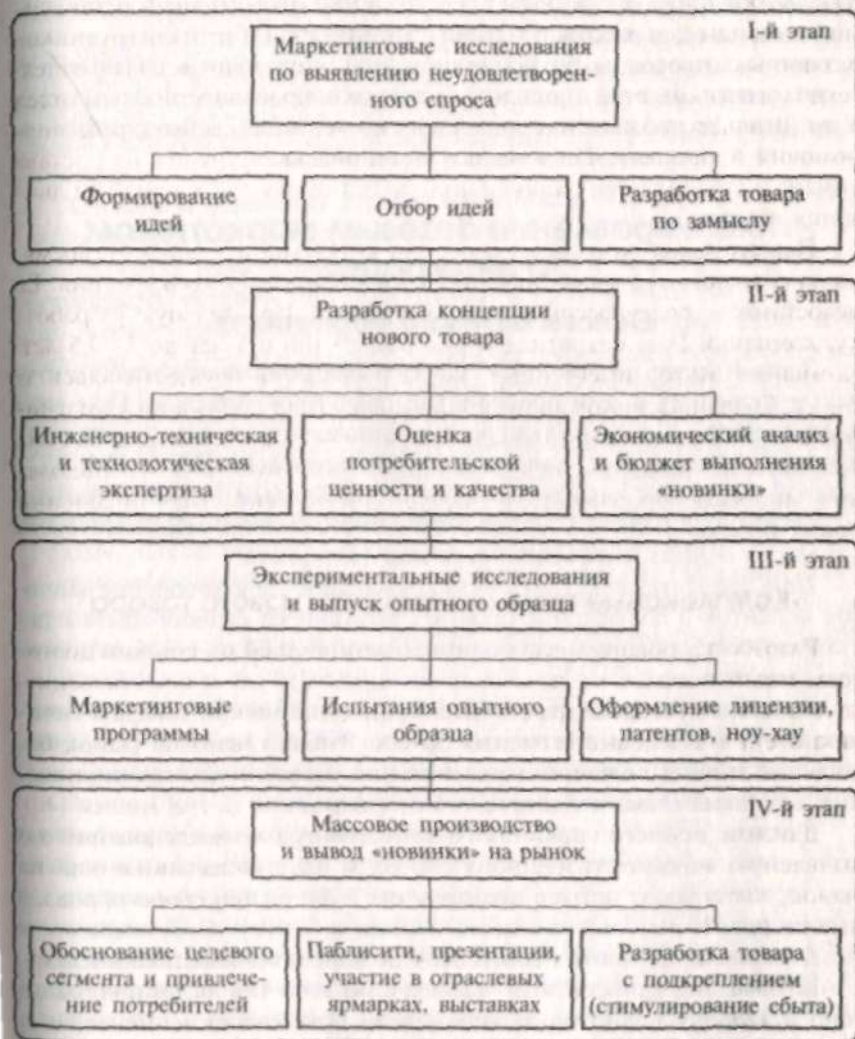 I-й этап
Маркетинговые исследования
по выявлению неудовлетворен-
ного спроса
Формирование
идей
Отбор идей
Разработка товара
по замыслу
II-й этап
Разработка концепции
нового товара
Инженерно-техническая
и технологическая
экспертиза
Оценка
потребительской
ценности и качества
Экономический анализ
и бюджет выполнения
«новинки»
III-й этап
Экспериментальные исследования
и выпуск опытного образца
Маркетинговые
программы
Испытания опытного
образца
Оформление лицензии,
патентов, ноу-хау
IV-й этап
Массовое производство
и вывод «новинки» на рынок
Обоснование целевого
сегмента и привлече-
ние потребителей
Паблисити, презентации,
участие в отраслевых
ярмарках, выставках
Разработка товара
с подкреплением
(стимулирование сбыта)